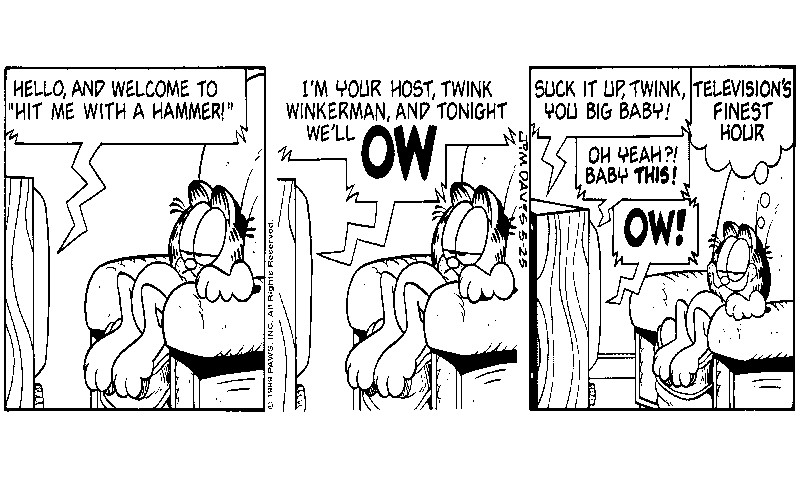 HELLO, AND WELCOME TO
"HIT ME WITH A HAMMER!"
I'M YOUR HOST, TWINK
WINKERMAN, AND TONIGHT
WE'LL OW
© 1989 PAWS, INC. All Rights Reserved.
JIM DAVIS 5-25
SUCK IT UP, TWINK,
YOU BIG BABY!
OH YEAH?!
BABY THIS!
OW!
TELEVISION'S
FINEST
HOUR